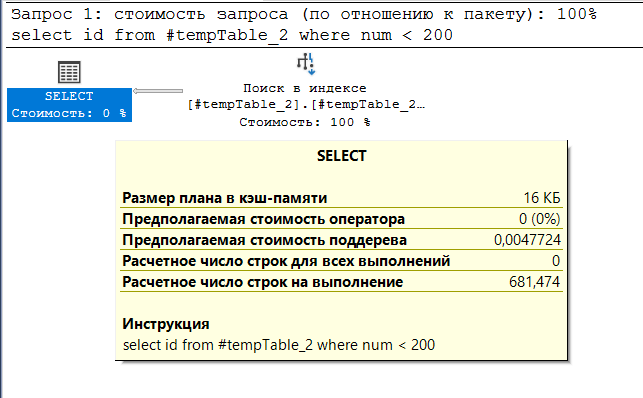 Запрос 1: стоимость запроса (по отношению к пакету): 100%
select id from #tempTable_2 where num < 200
SELECT
Стоимость: 0 %
Поиск в индексе
[#tempTable_2].[#tempTable_2…
Стоимость: 100 %
SELECT
Размер плана в кэш-памяти 16 КБ
Предполагаемая стоимость оператора 0 (0%)
Предполагаемая стоимость поддерева 0,0047724
Расчетное число строк для всех выполнений 0
Расчетное число строк на выполнение 681,474
Инструкция
select id from #tempTable_2 where num < 200